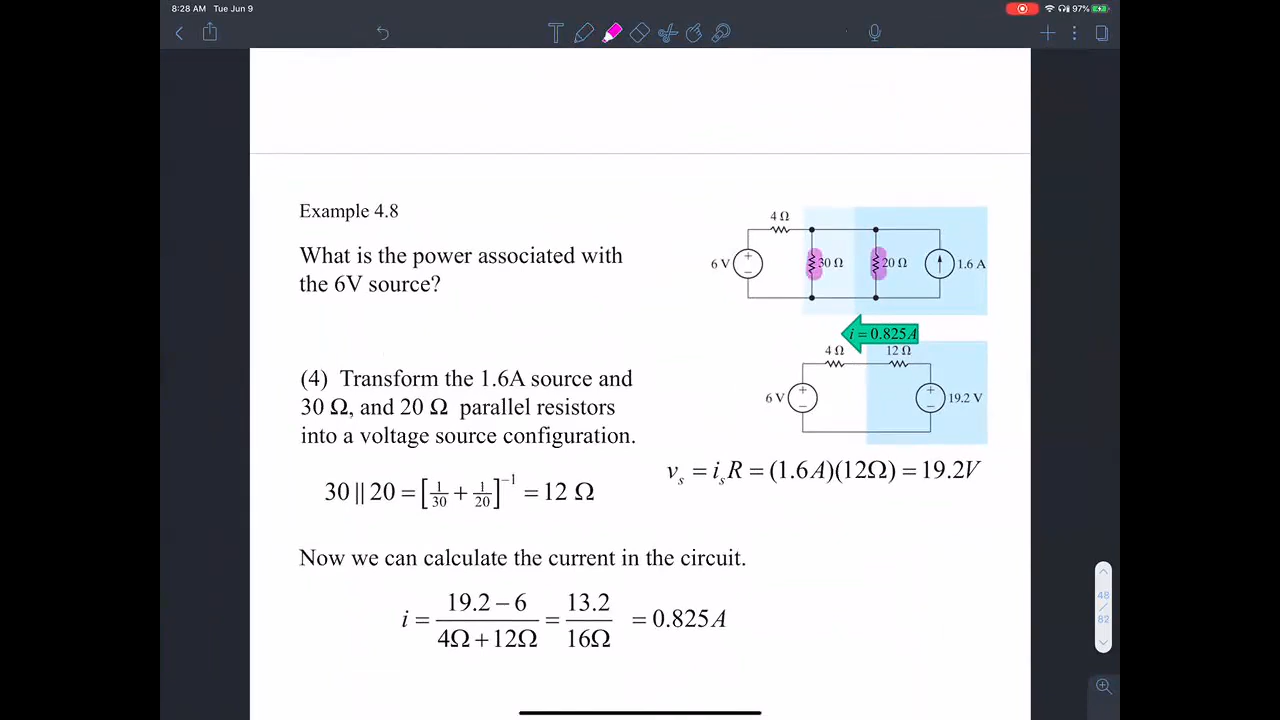 8:28 AM Tue Jun 9
97%
T
Example 4.8
What is the power associated with
the 6V source?
4 Ω
6 V
30 Ω
20 Ω
1.6 A
i = 0.825A
4 Ω
12 Ω
6 V
19.2 V
(4) Transform the 1.6A source and
30 Ω, and 20 Ω parallel resistors
into a voltage source configuration.
v_s = i_s R = (1.6A)(12Ω) = 19.2V
30 || 20 = [1/30 + 1/20]^-1 = 12 Ω
Now we can calculate the current in the circuit.
i = (19.2 − 6)/(4Ω + 12Ω) = 13.2/16Ω = 0.825A
48
/
82